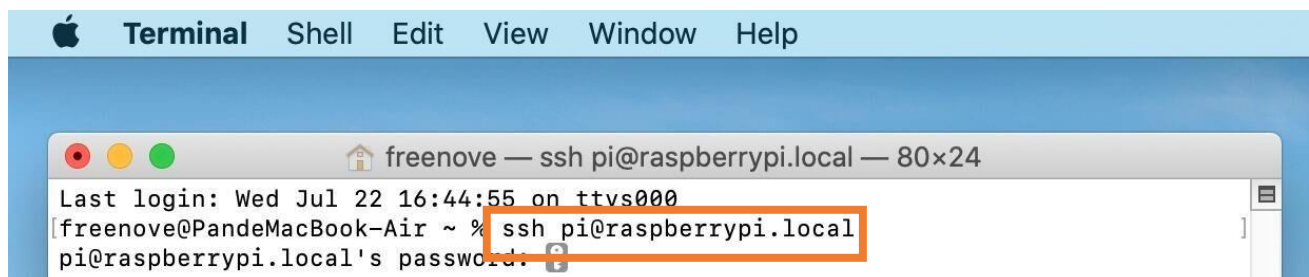 Terminal Shell Edit View Window Help
freenove — ssh pi@raspberrypi.local — 80×24
Last login: Wed Jul 22 16:44:55 on ttys000
[freenove@PandeMacBook-Air ~ % ssh pi@raspberrypi.local ]
pi@raspberrypi.local's password: